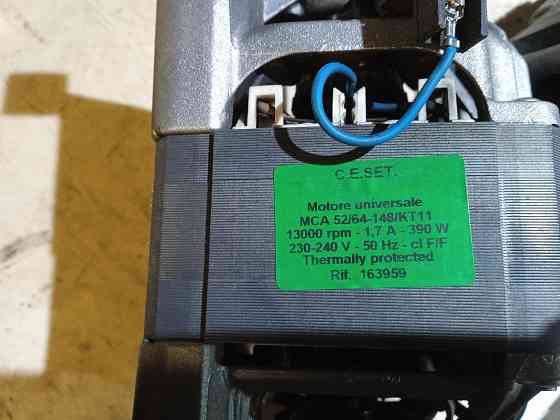 C.E.SET.
Motore universale
MCA 52/64-148/KT11
13000 rpm - 1,7 A - 390 W
230-240 V - 50 Hz - cl F/F
Thermally protected
Rif. 163959